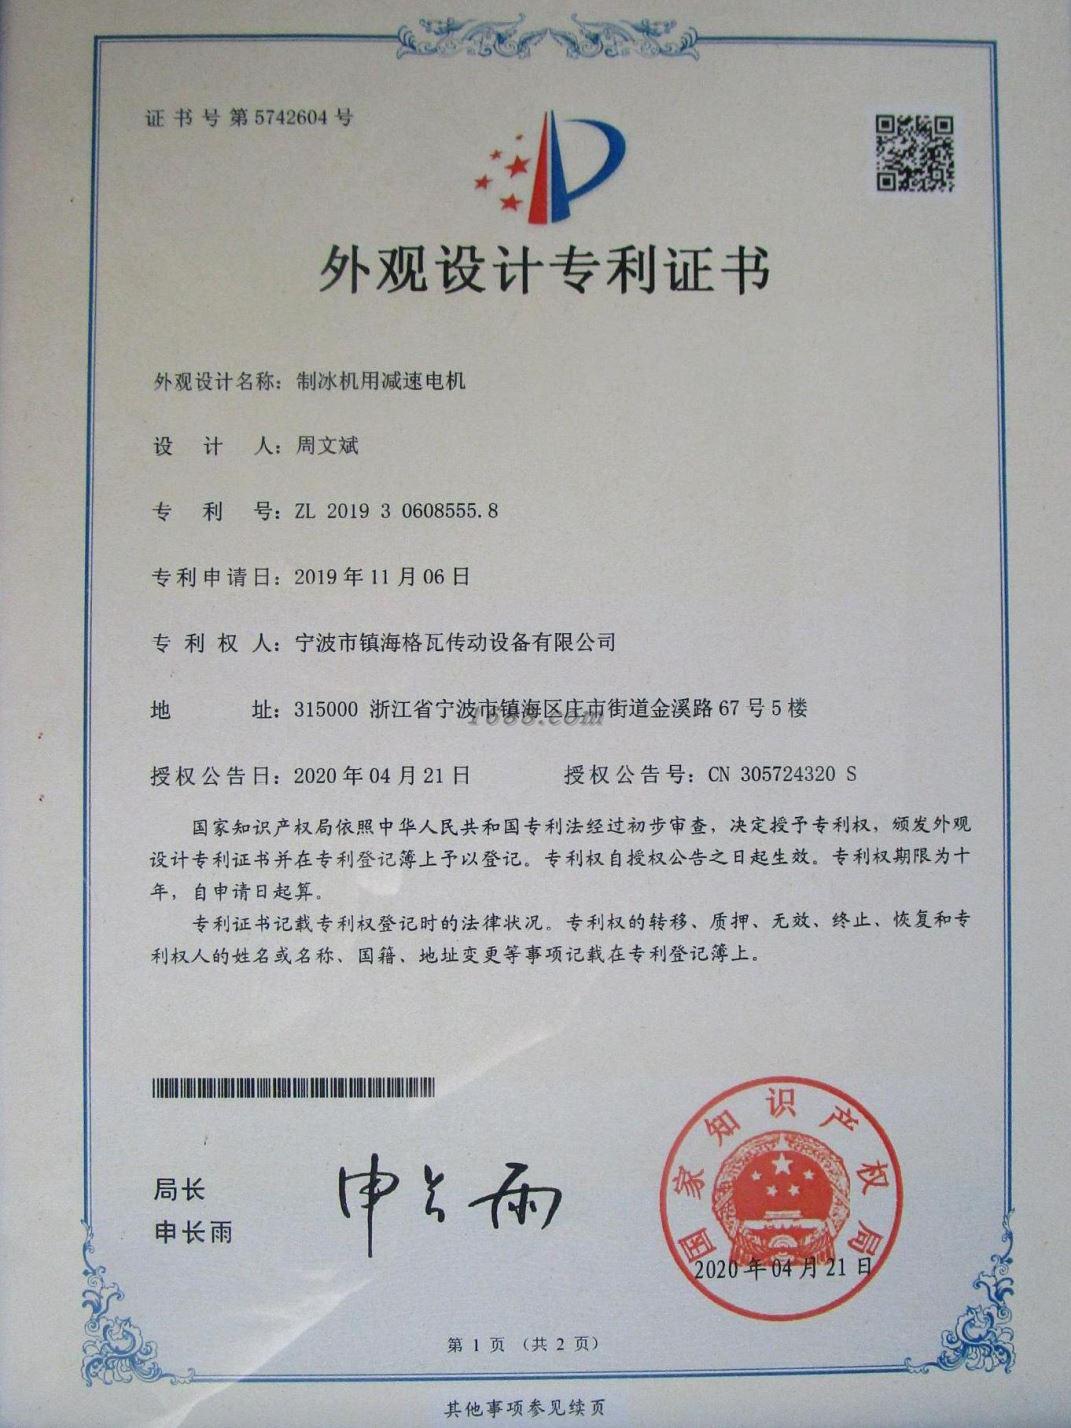 证书号第5742604号
外观设计专利证书
外观设计名称：制冰机用减速电机
设计人：周文斌
专利号：ZL 2019 3 0608555.8
专利申请日：2019年11月06日
专利权人：宁波市镇海格瓦传动设备有限公司
地址：315000 浙江省宁波市镇海区庄市街道金溪路67号5楼
1688.com
授权公告日：2020年04月21日 授权公告号：CN 305724320 S
国家知识产权局依照中华人民共和国专利法经过初步审查，决定授予专利权，颁发外观
设计专利证书并在专利登记簿上予以登记。专利权自授权公告之日起生效。专利权期限为十
年，自申请日起算。
专利证书记载专利权登记时的法律状况。专利权的转移、质押、无效、终止、恢复和专
利权人的姓名或名称、国籍、地址变更等事项记载在专利登记簿上。
局长
申长雨
申长雨
国家知识产权局
2020年04月21日
第1页（共2页）
其他事项参见续页